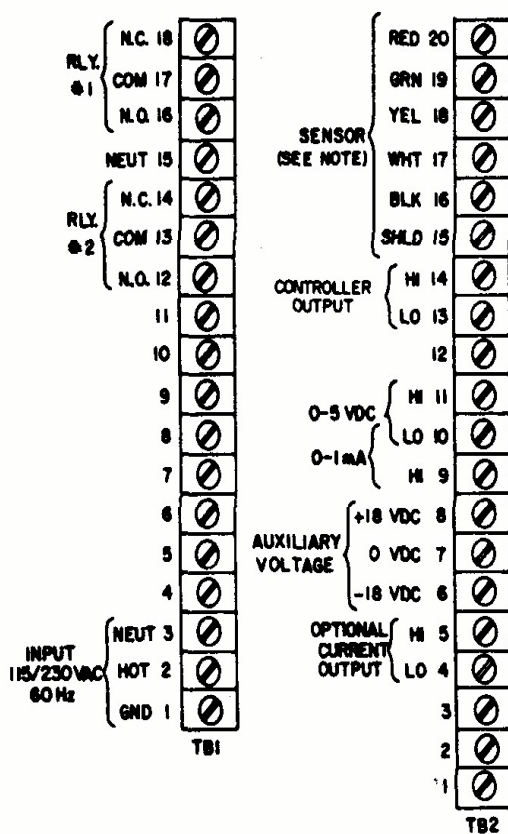 N.C. 18
RLY. #1
COM 17
N.O. 16
NEUT 15
N.C. 14
RLY. #2
COM 13
N.O. 12
11
10
9
8
7
6
5
4
NEUT 3
INPUT
115/230VAC
60 Hz
HOT 2
GND 1
TB1
RED 20
GRN 19
YEL 18
SENSOR
(SEE NOTE)
WHT 17
BLK 16
SHLD 15
CONTROLLER
OUTPUT
HI 14
LO 13
12
HI 11
0-5 VDC
LO 10
0-1mA
HI 9
+18 VDC 8
AUXILIARY
VOLTAGE
0 VDC 7
-18 VDC 6
OPTIONAL
CURRENT
OUTPUT
HI 5
LO 4
3
2
1
TB2